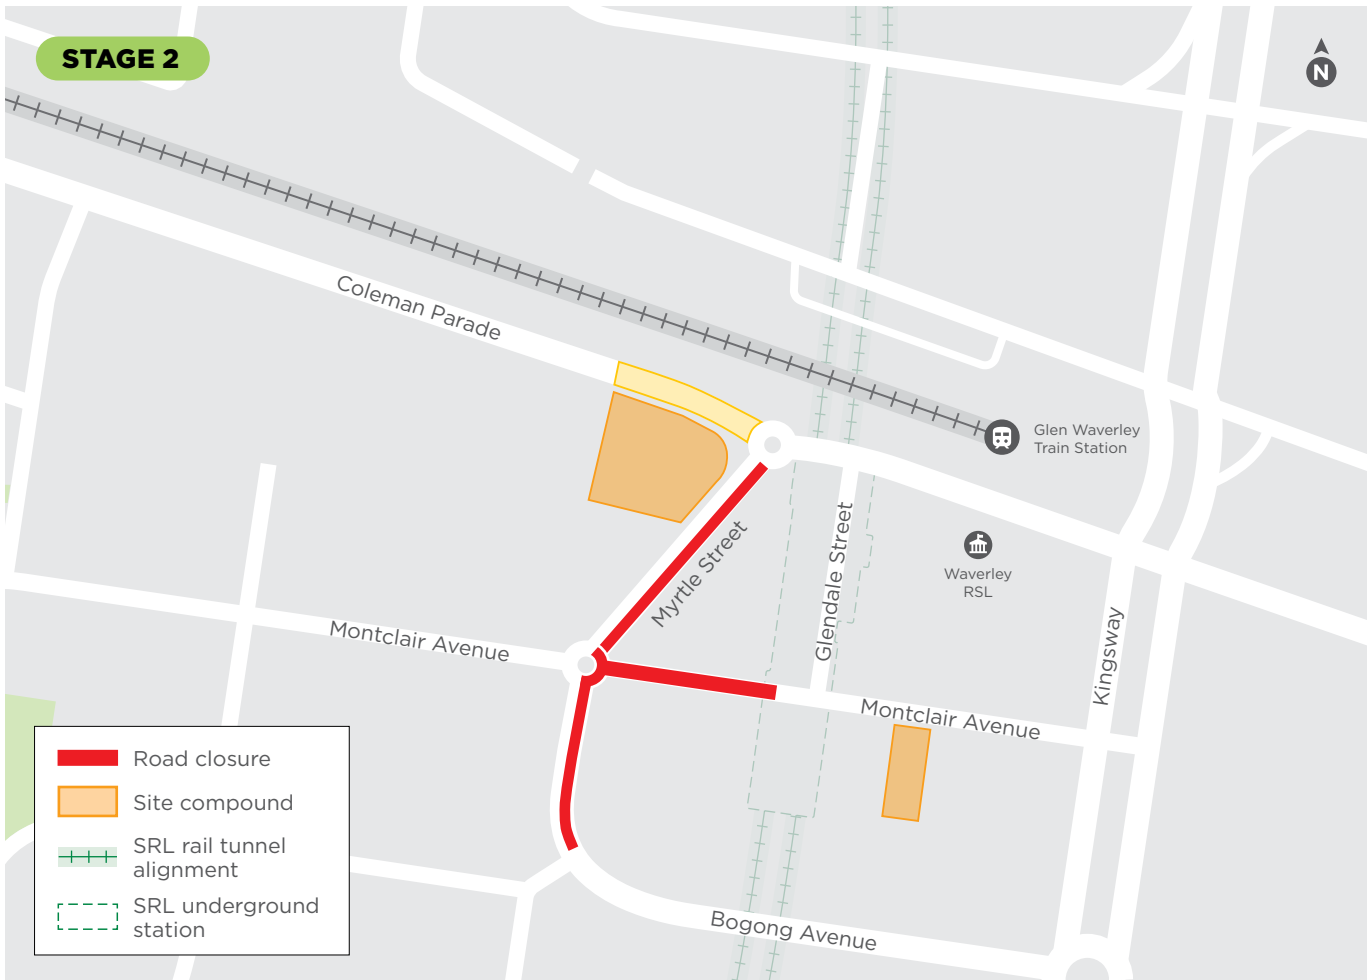 STAGE 2
N
Coleman Parade
Glen Waverley
Train Station
Myrtle Street
Glendale Street
Waverley
RSL
Kingsway
Montclair Avenue
Montclair Avenue
Bogong Avenue
Road closure
Site compound
SRL rail tunnel
alignment
SRL underground
station